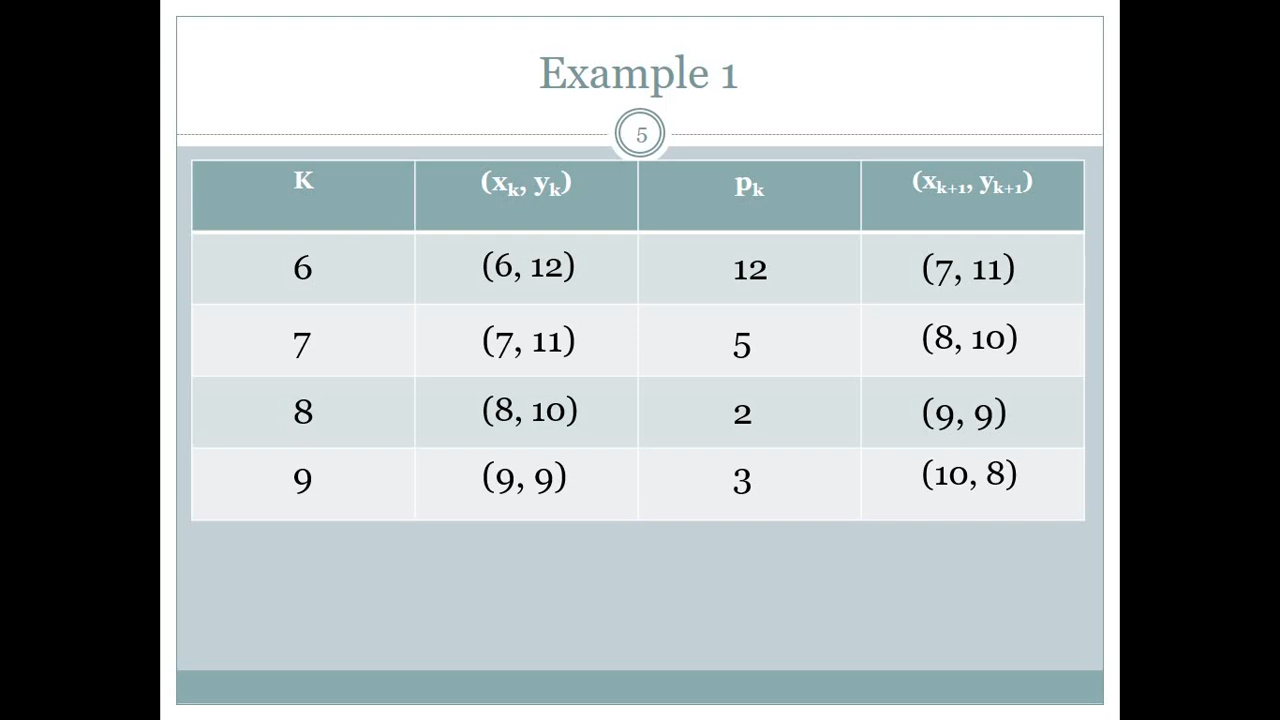 Example 1
5
K (xk, yk) pk (xk+1, yk+1)
6 (6, 12) 12 (7, 11)
7 (7, 11) 5 (8, 10)
8 (8, 10) 2 (9, 9)
9 (9, 9) 3 (10, 8)